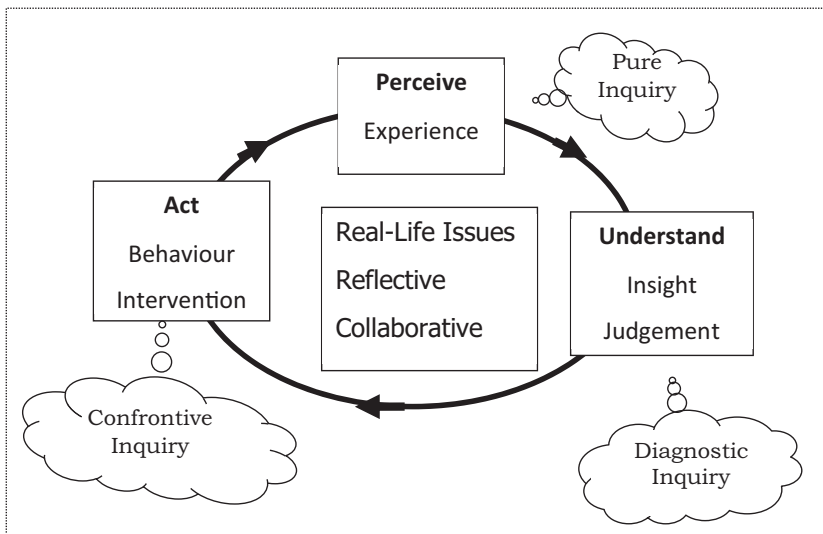 Perceive
Experience
Pure
Inquiry
Act
Behaviour
Intervention
Real-Life Issues
Reflective
Collaborative
Understand
Insight
Judgement
Confrontive
Inquiry
Diagnostic
Inquiry